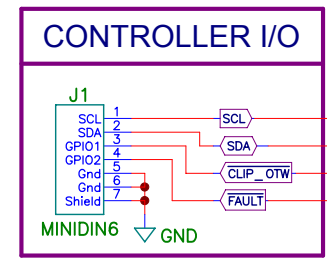 CONTROLLER I/O
J1
SCL 1 SCL
SDA 2 SDA
GPIO1 3 CLIP_OTW
GPIO2 4 FAULT
Gnd 5
Gnd 6
Shield 7
MINIDIN6
GND